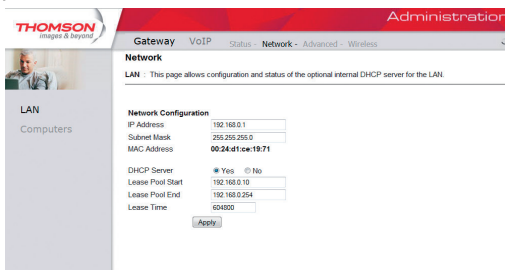 THOMSON
images & beyond
Administration
Gateway VoIP Status - Network - Advanced - Wireless
Network
LAN : This page allows configuration and status of the optional internal DHCP server for the LAN.
LAN
Computers
Network Configuration
IP Address 192.168.0.1
Subnet Mask 255.255.255.0
MAC Address 00:24:d1:ce:19:71
DHCP Server Yes No
Lease Pool Start 192.168.0.10
Lease Pool End 192.168.0.254
Lease Time 604800
Apply